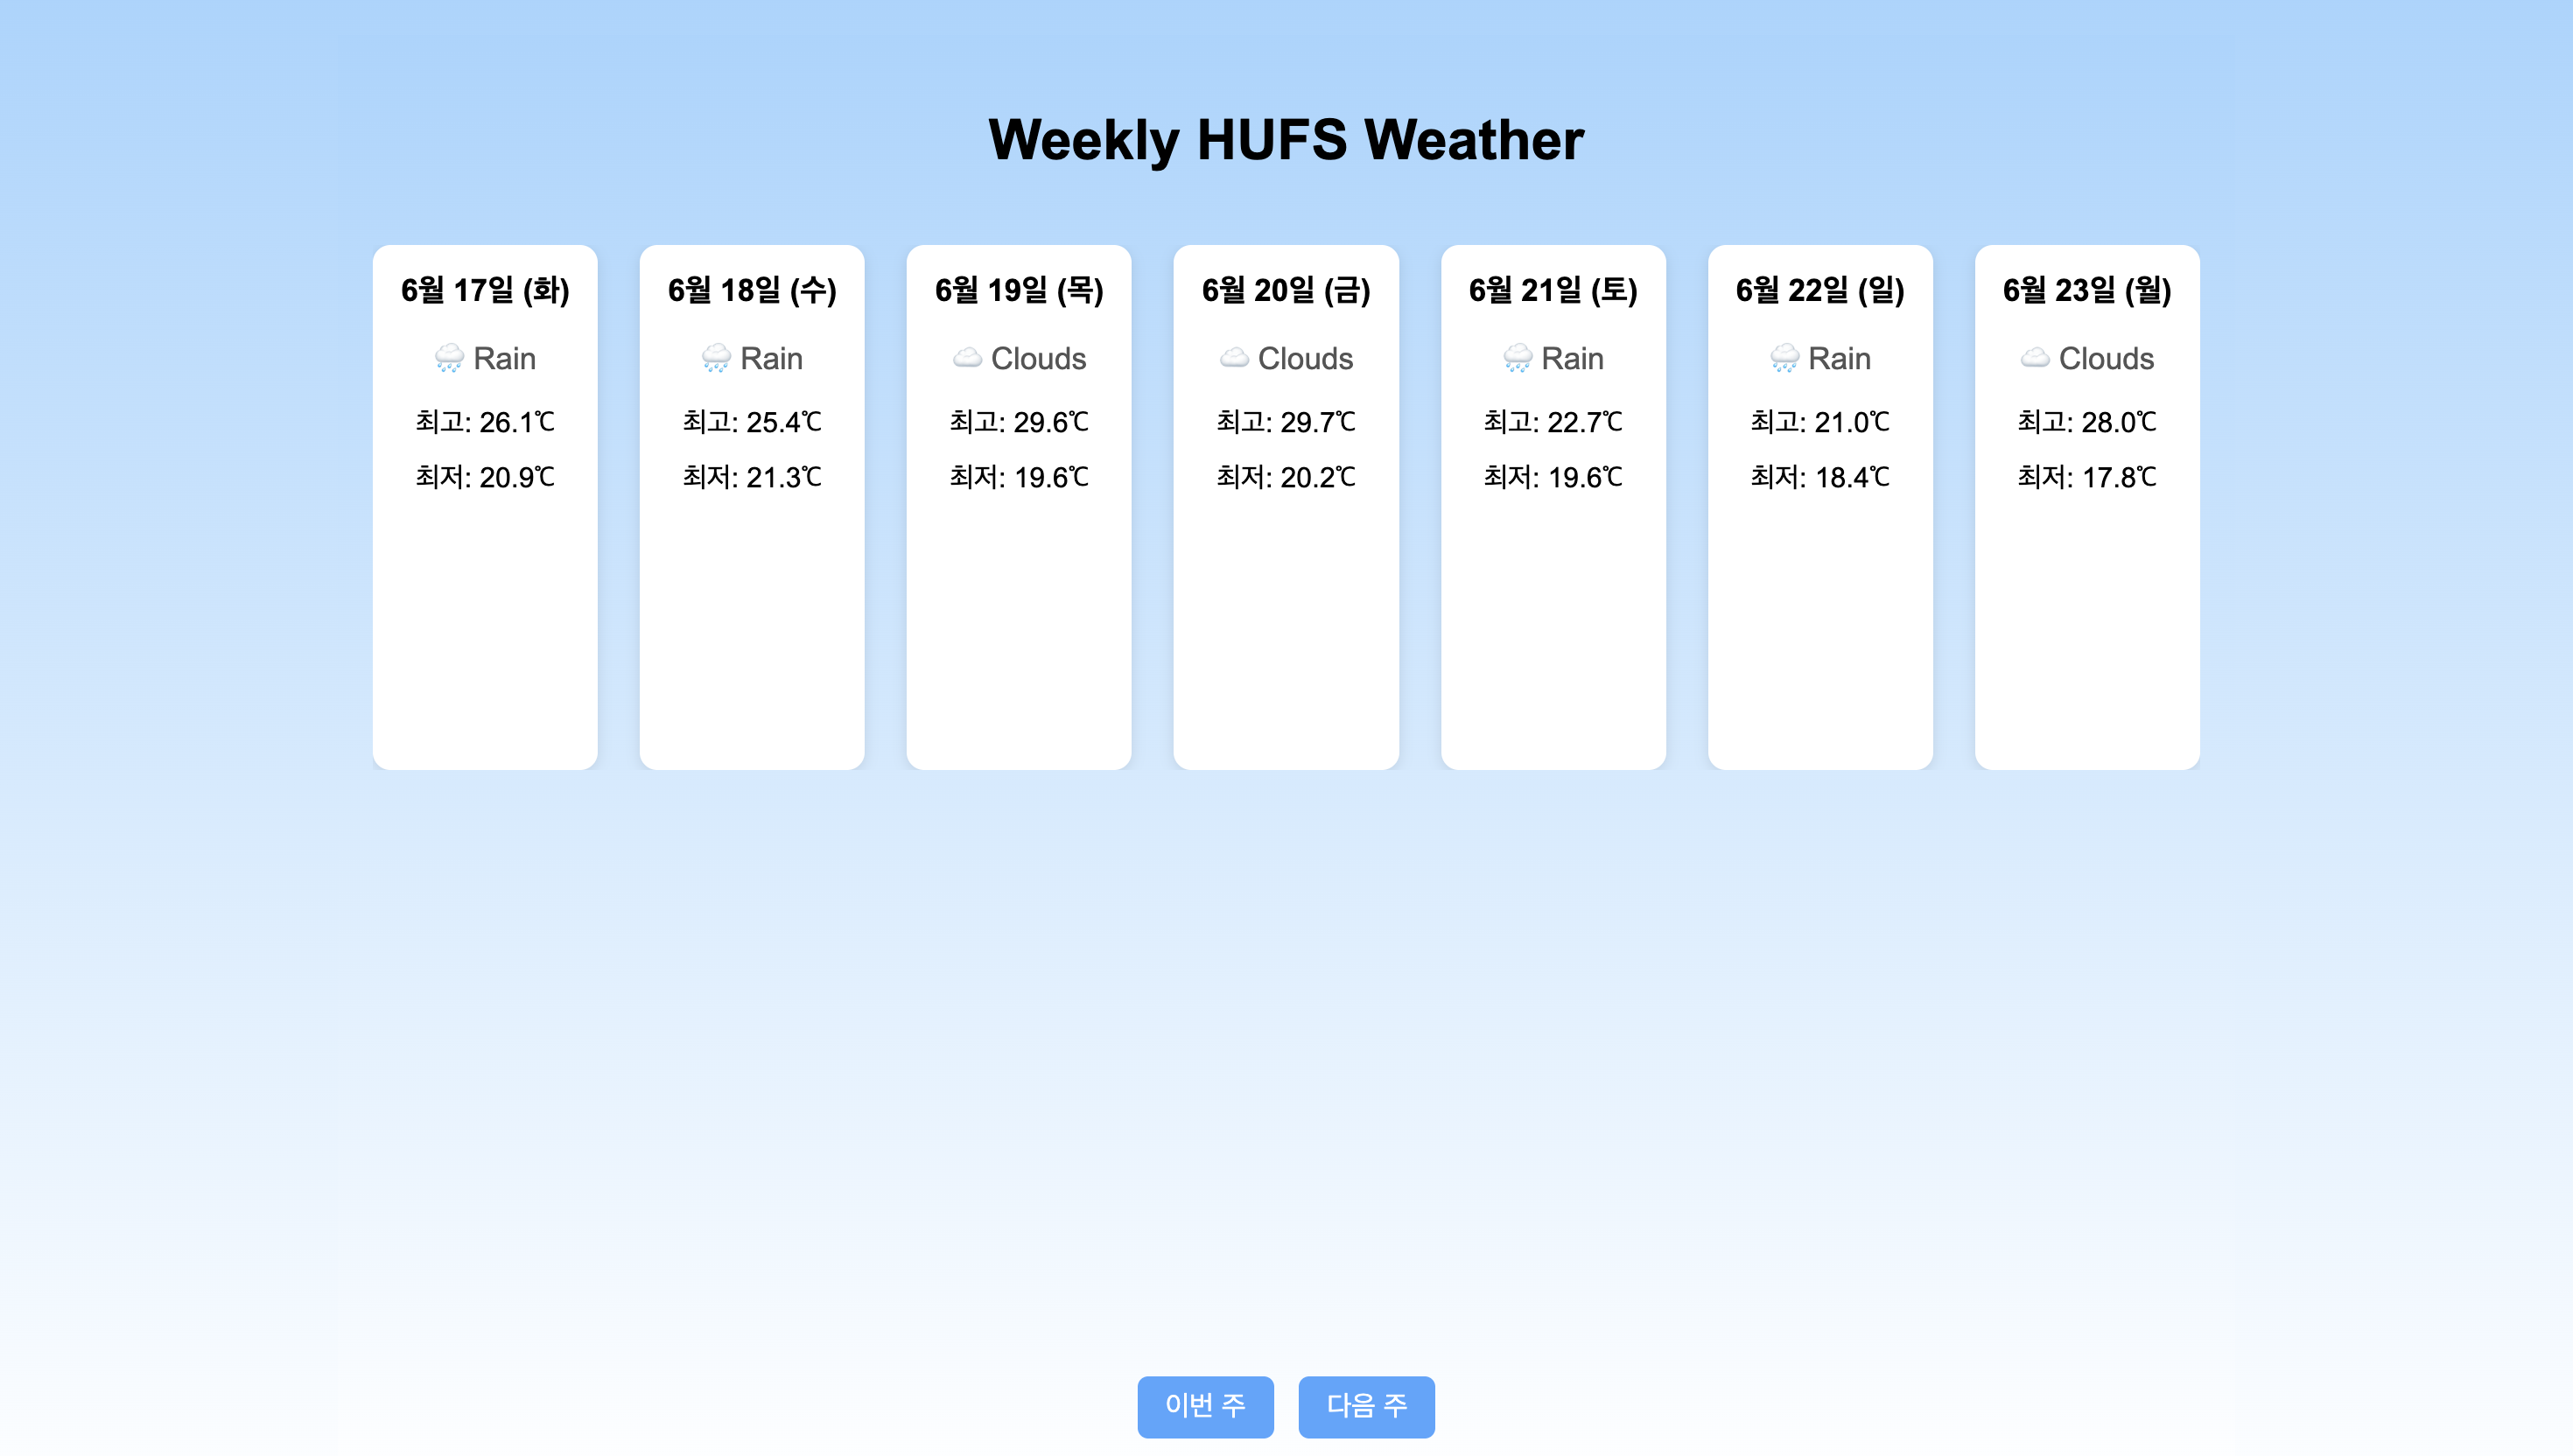 Weekly HUFS Weather
6월 17일 (화)
Rain
최고: 26.1℃
최저: 20.9℃
6월 18일 (수)
Rain
최고: 25.4℃
최저: 21.3℃
6월 19일 (목)
Clouds
최고: 29.6℃
최저: 19.6℃
6월 20일 (금)
Clouds
최고: 29.7℃
최저: 20.2℃
6월 21일 (토)
Rain
최고: 22.7℃
최저: 19.6℃
6월 22일 (일)
Rain
최고: 21.0℃
최저: 18.4℃
6월 23일 (월)
Clouds
최고: 28.0℃
최저: 17.8℃
이번 주
다음 주